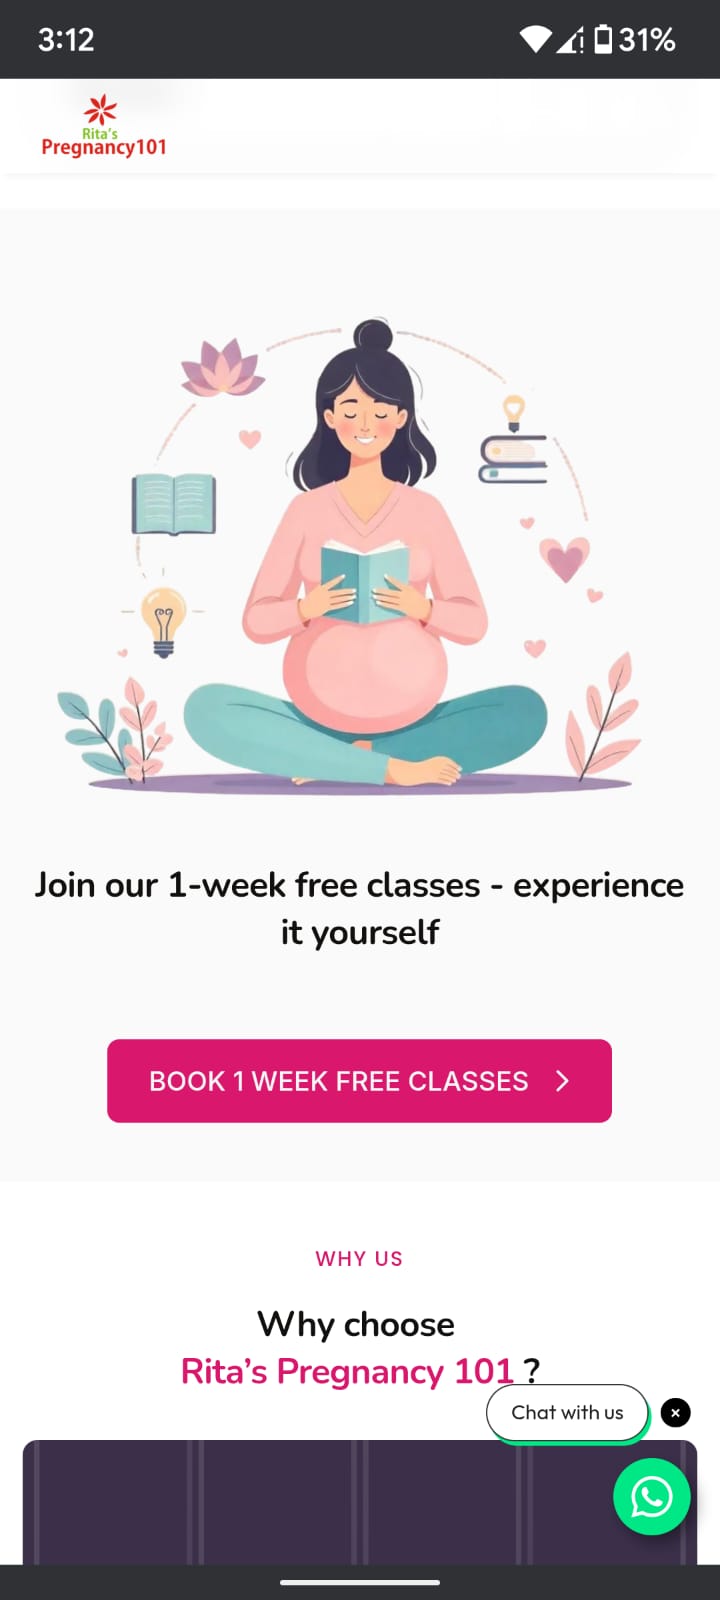 3:12
31%
Rita's
Pregnancy101
Join our 1-week free classes - experience
it yourself
BOOK 1 WEEK FREE CLASSES
WHY US
Why choose
Rita’s Pregnancy 101 ?
Chat with us